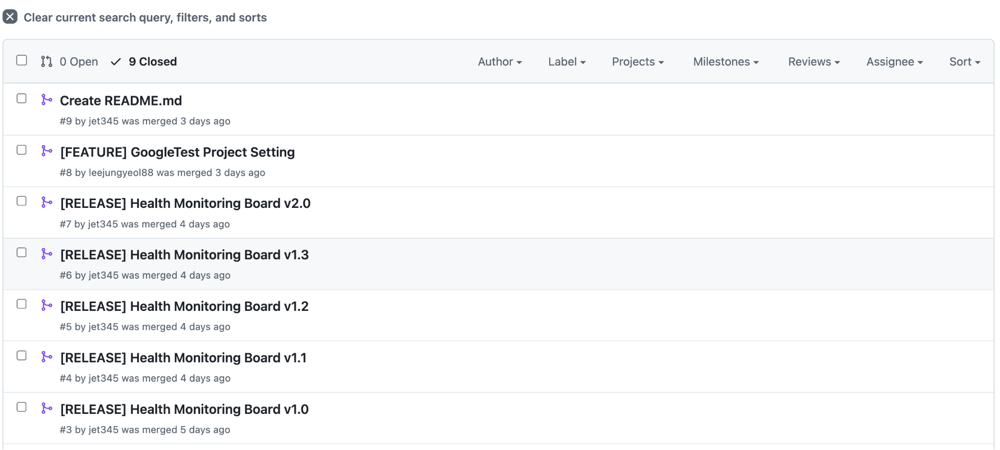 Clear current search query, filters, and sorts
0 Open 9 Closed Author Label Projects Milestones Reviews Assignee Sort
Create README.md
#9 by jet345 was merged 3 days ago
[FEATURE] GoogleTest Project Setting
#8 by leejungyeol88 was merged 3 days ago
[RELEASE] Health Monitoring Board v2.0
#7 by jet345 was merged 4 days ago
[RELEASE] Health Monitoring Board v1.3
#6 by jet345 was merged 4 days ago
[RELEASE] Health Monitoring Board v1.2
#5 by jet345 was merged 4 days ago
[RELEASE] Health Monitoring Board v1.1
#4 by jet345 was merged 4 days ago
[RELEASE] Health Monitoring Board v1.0
#3 by jet345 was merged 5 days ago